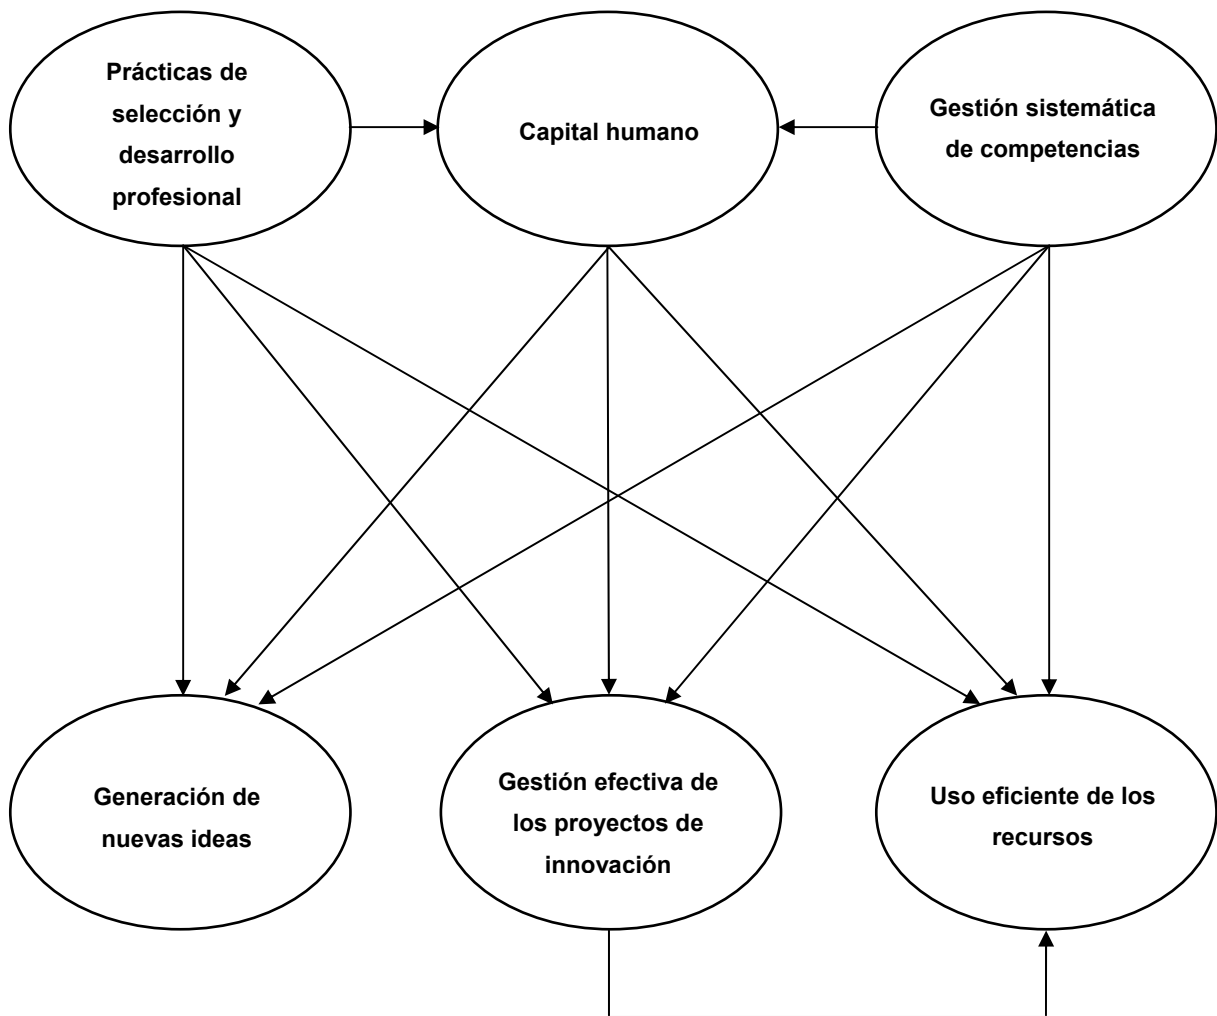 Prácticas de
selección y
desarrollo
profesional
Capital humano
Gestión sistemática
de competencias
Generación de
nuevas ideas
Gestión efectiva de
los proyectos de
innovación
Uso eficiente de los
recursos